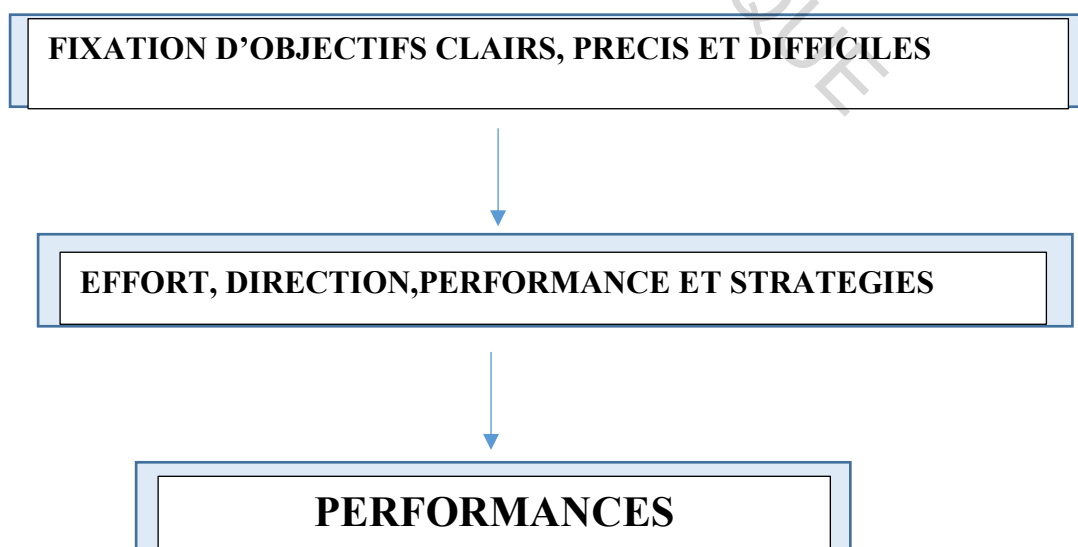 FIXATION D’OBJECTIFS CLAIRS, PRECIS ET DIFFICILES
EFFORT, DIRECTION,PERFORMANCE ET STRATEGIES
PERFORMANCES